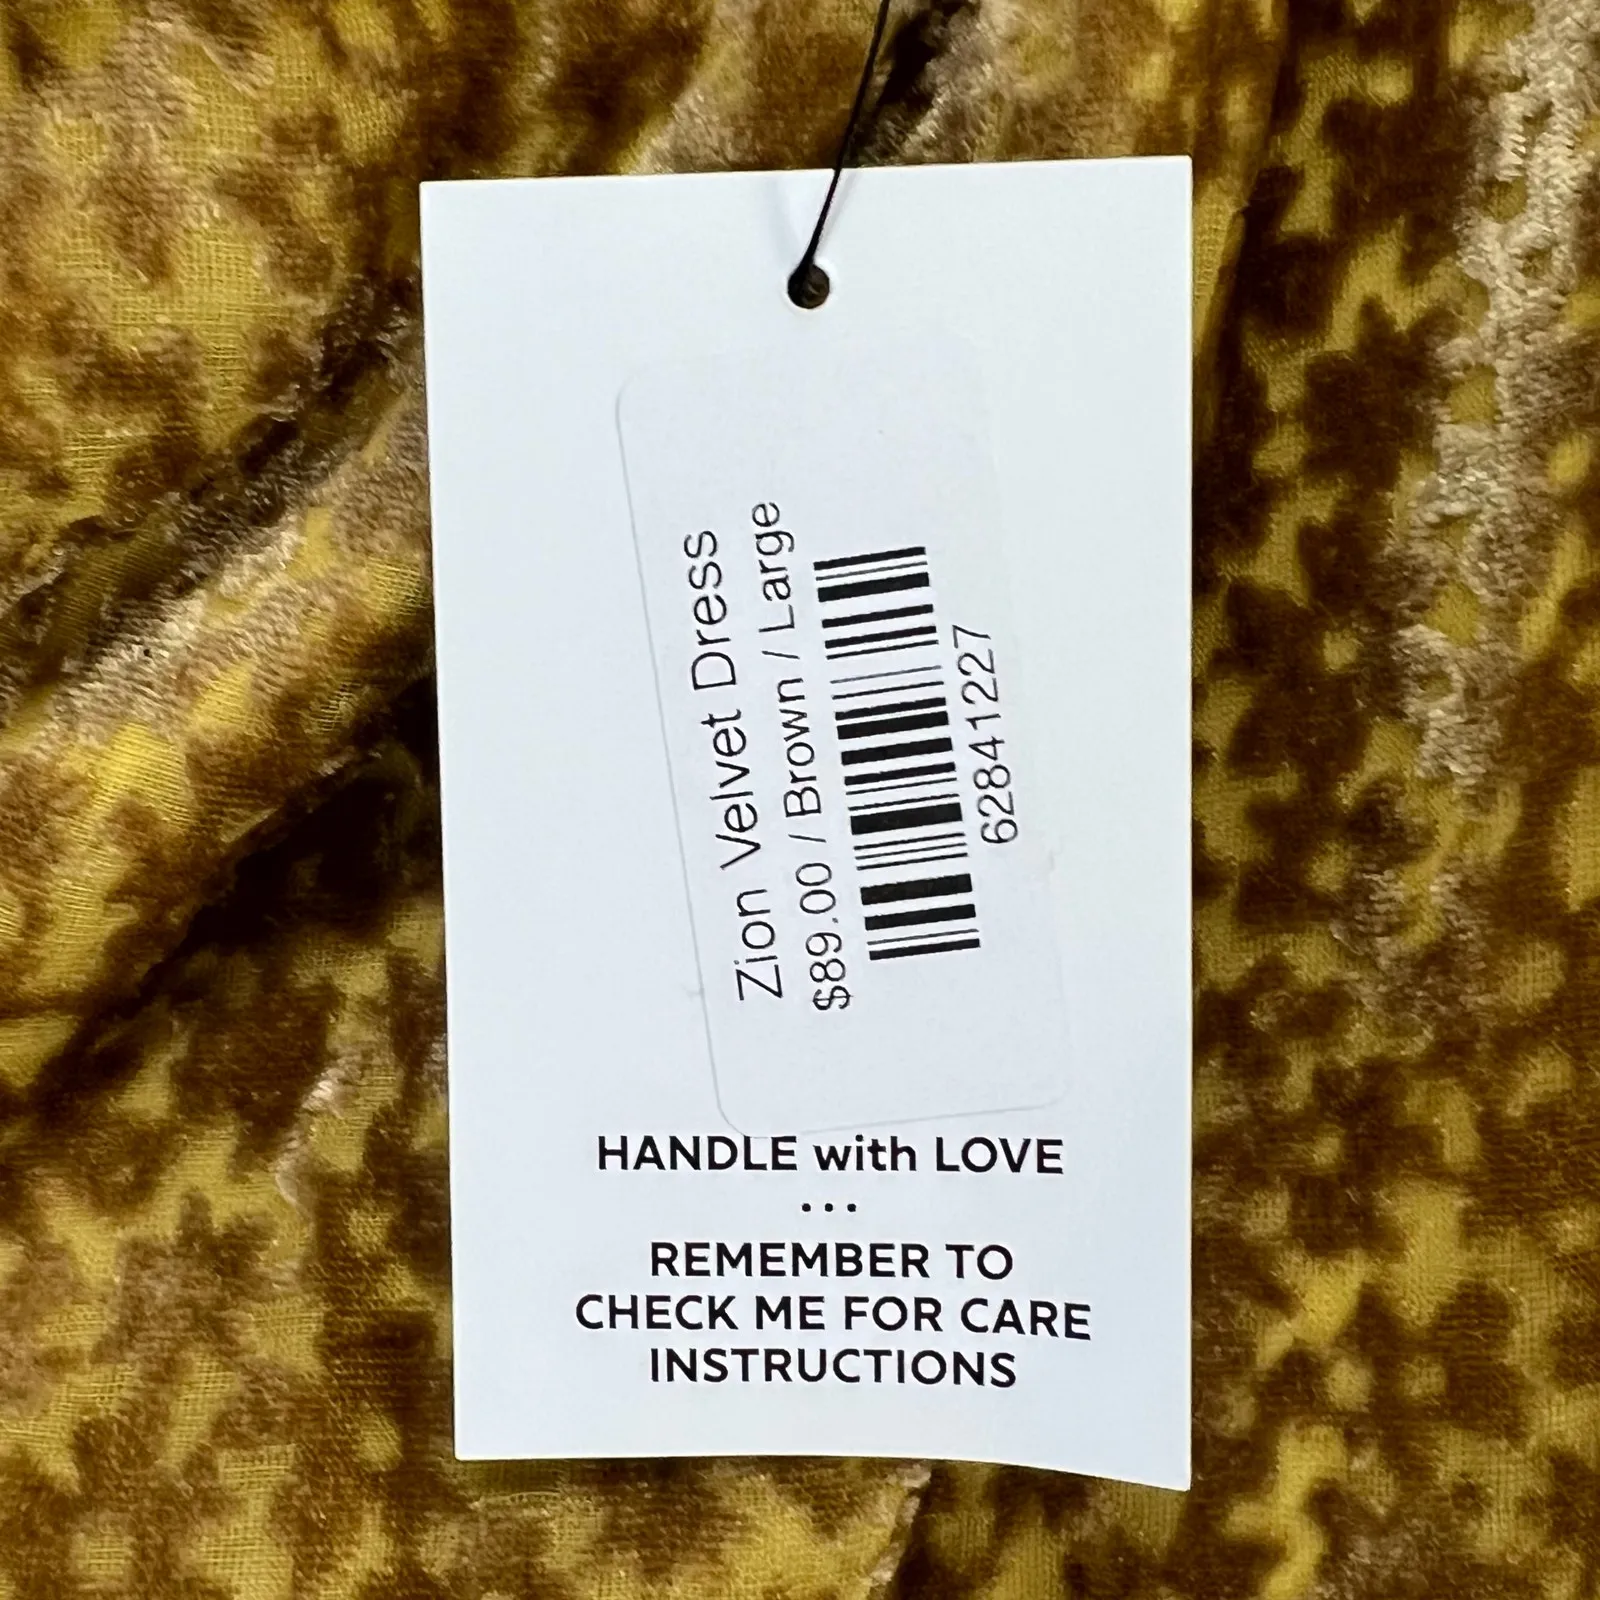 Zion Velvet Dress
$89.00 / Brown / Large
62841227
HANDLE with LOVE
...
REMEMBER TO
CHECK ME FOR CARE
INSTRUCTIONS